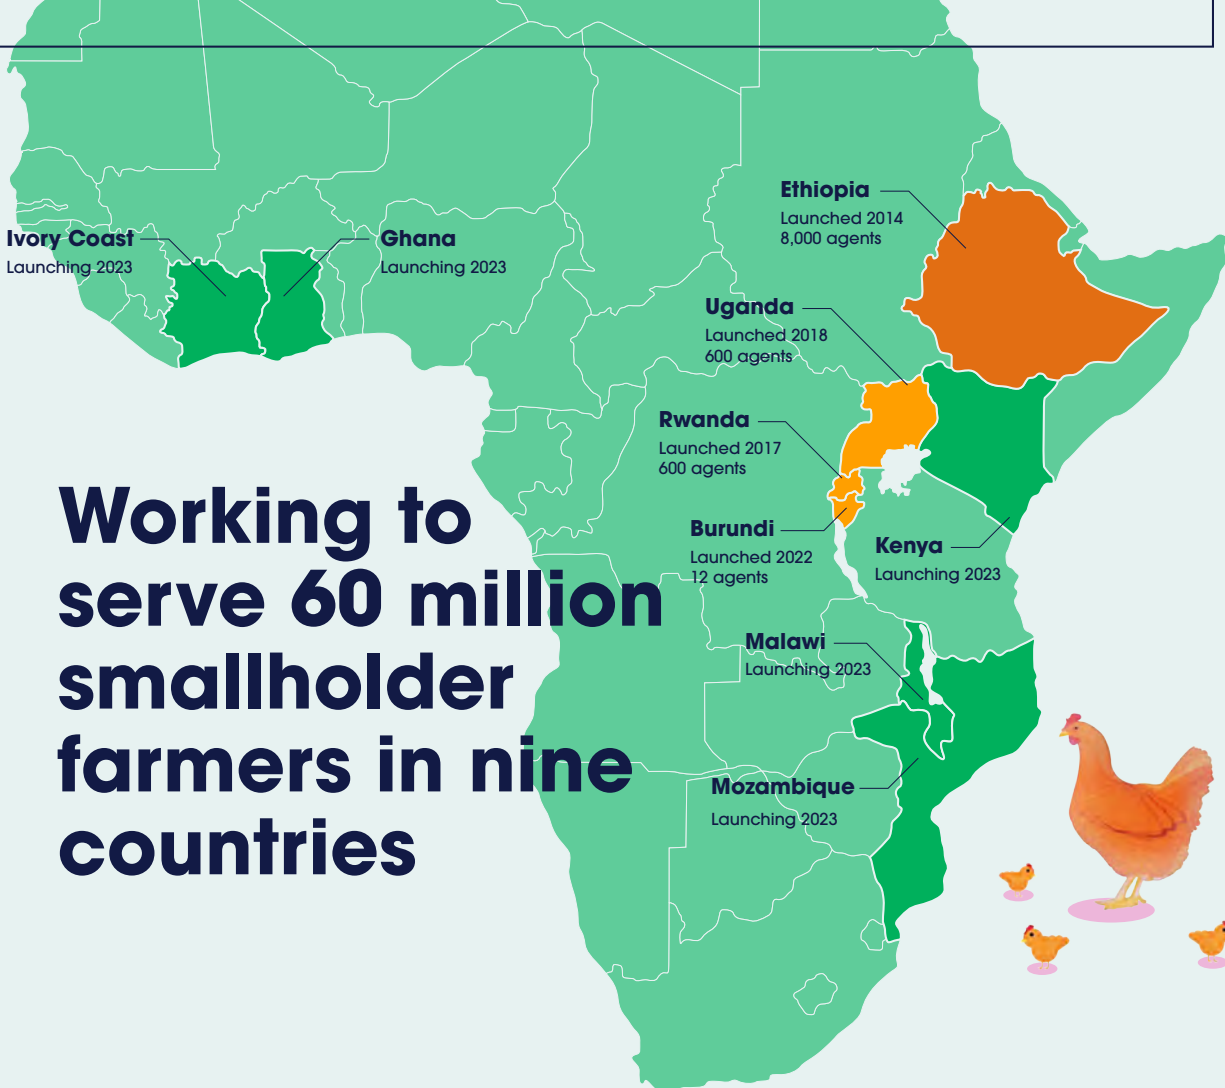 Ethiopia
Launched 2014
8,000 agents
Ivory Coast
Launching 2023
Ghana
Launching 2023
Uganda
Launched 2018
600 agents
Rwanda
Launched 2017
600 agents
Burundi
Launched 2022
12 agents
Kenya
Launching 2023
Malawi
Launching 2023
Mozambique
Launching 2023
Working to
serve 60 million
smallholder
farmers in nine
countries